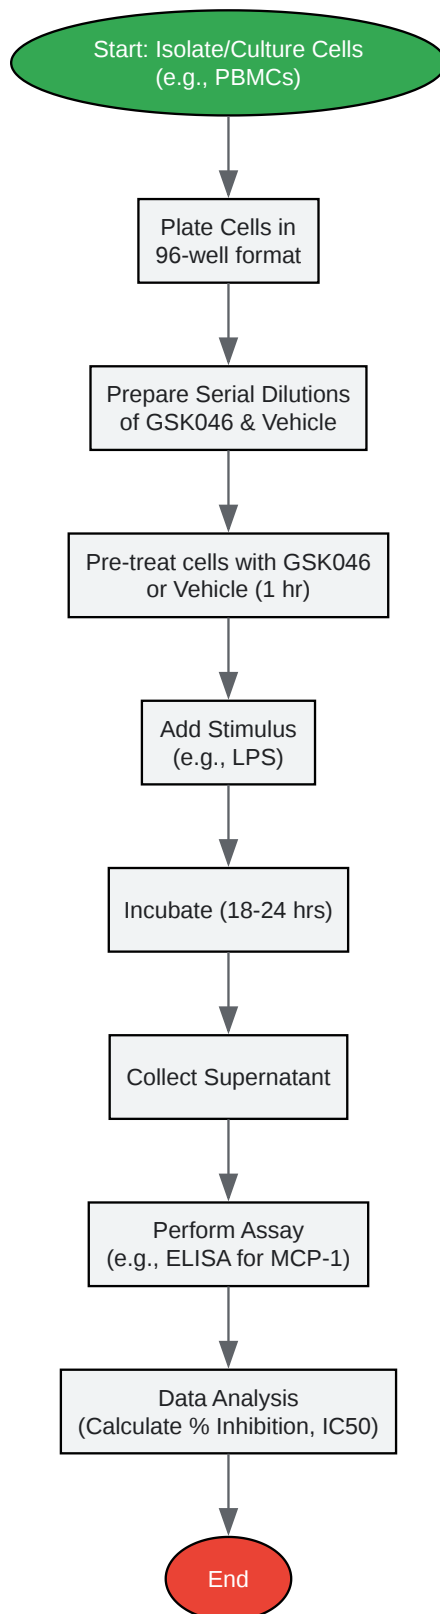 Start: Isolate/Culture Cells
(e.g., PBMCs)
Plate Cells in
96-well format
Prepare Serial Dilutions
of GSK046 & Vehicle
Pre-treat cells with GSK046
or Vehicle (1 hr)
Add Stimulus
(e.g., LPS)
Incubate (18-24 hrs)
Collect Supernatant
Perform Assay
(e.g., ELISA for MCP-1)
Data Analysis
(Calculate % Inhibition, IC50)
End